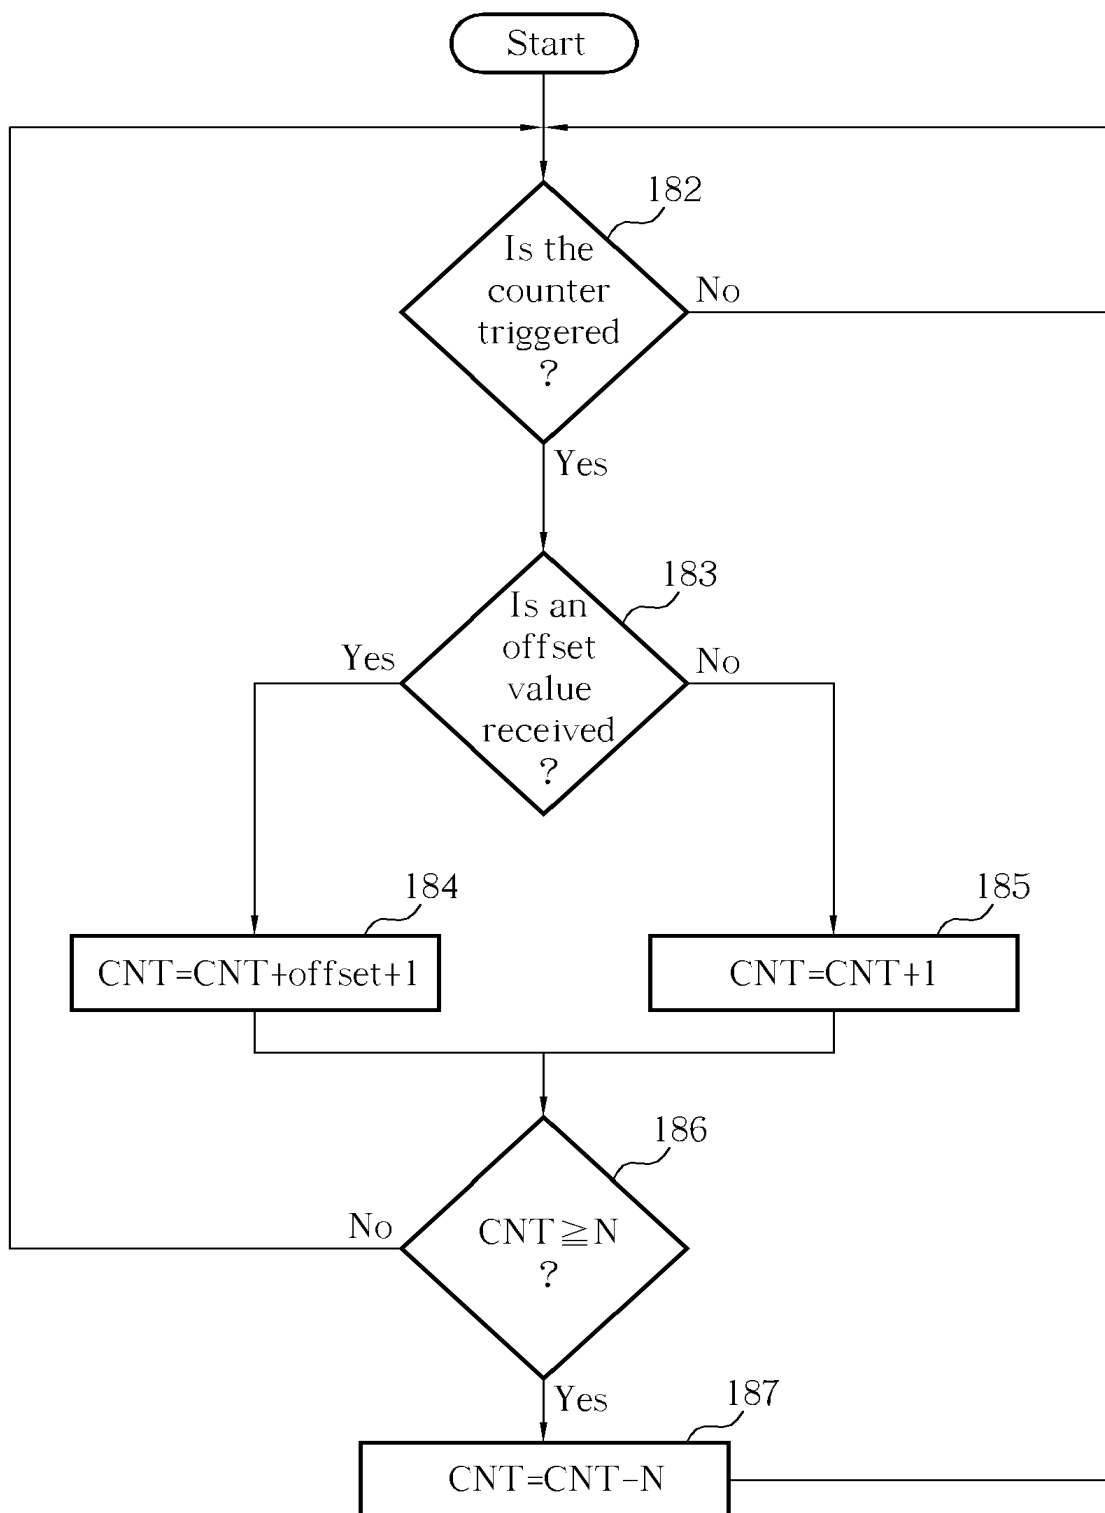 Start
182
Is the
counter
triggered
?
No
Yes
183
Is an
offset
value
received
?
Yes
No
184
CNT=CNT+offset+1
185
CNT=CNT+1
186
CNT≧N
?
No
Yes
187
CNT=CNT-N